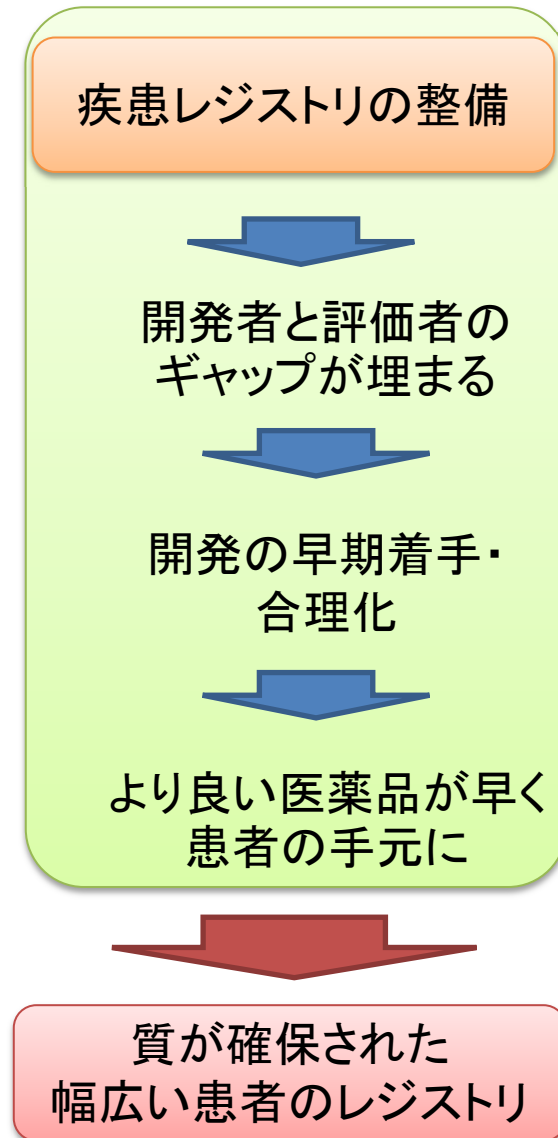 疾患レジストリの整備
開発者と評価者の
ギャップが埋まる
開発の早期着手・
合理化
より良い医薬品が早く
患者の手元に
質が確保された
幅広い患者のレジストリ